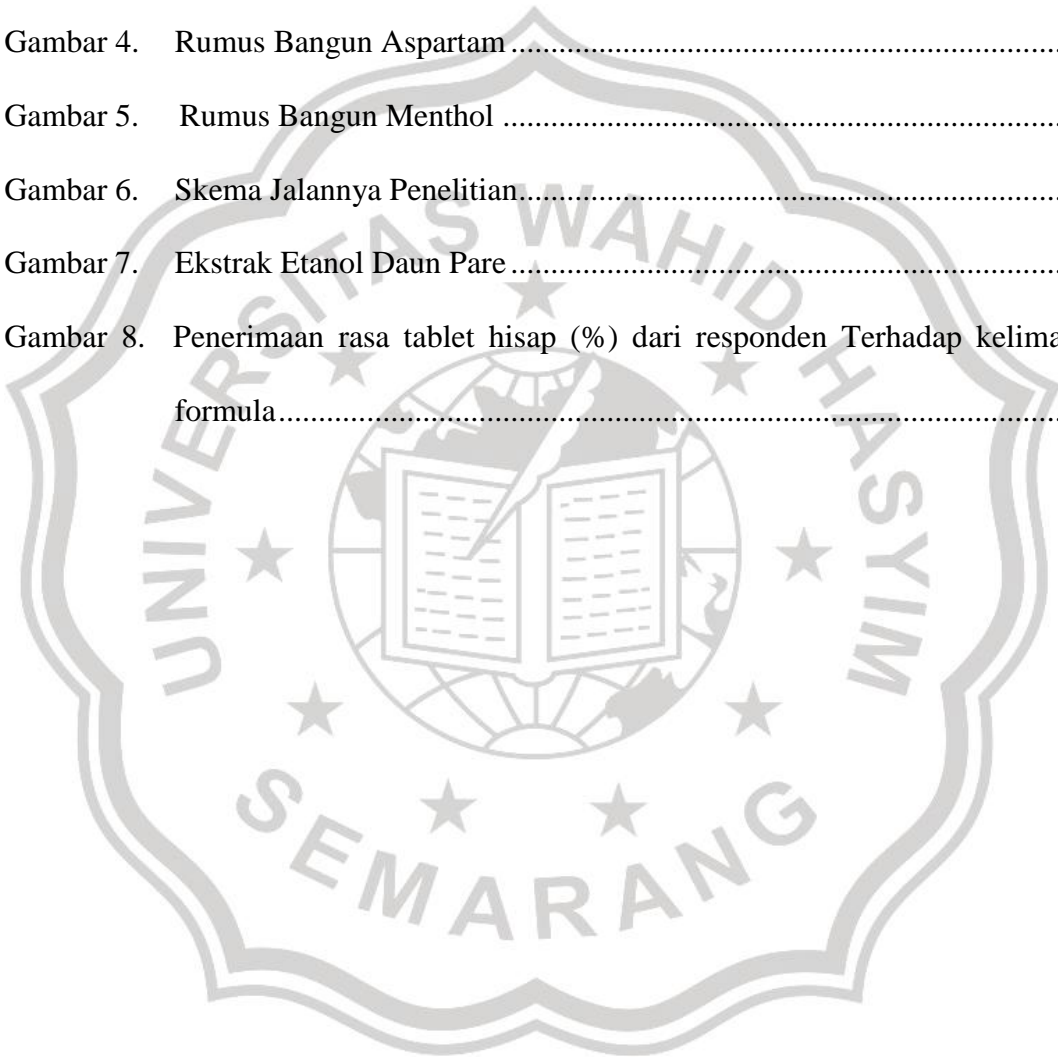 Gambar 4. Rumus Bangun Aspartam ....................................................................
Gambar 5. Rumus Bangun Menthol .....................................................................
Gambar 6. Skema Jalannya Penelitian...................................................................
Gambar 7. Ekstrak Etanol Daun Pare ....................................................................
Gambar 8. Penerimaan rasa tablet hisap (%) dari responden Terhadap kelima
formula..................................................................................................
UNIVERSITAS WAHID HASYIM
SEMARANG